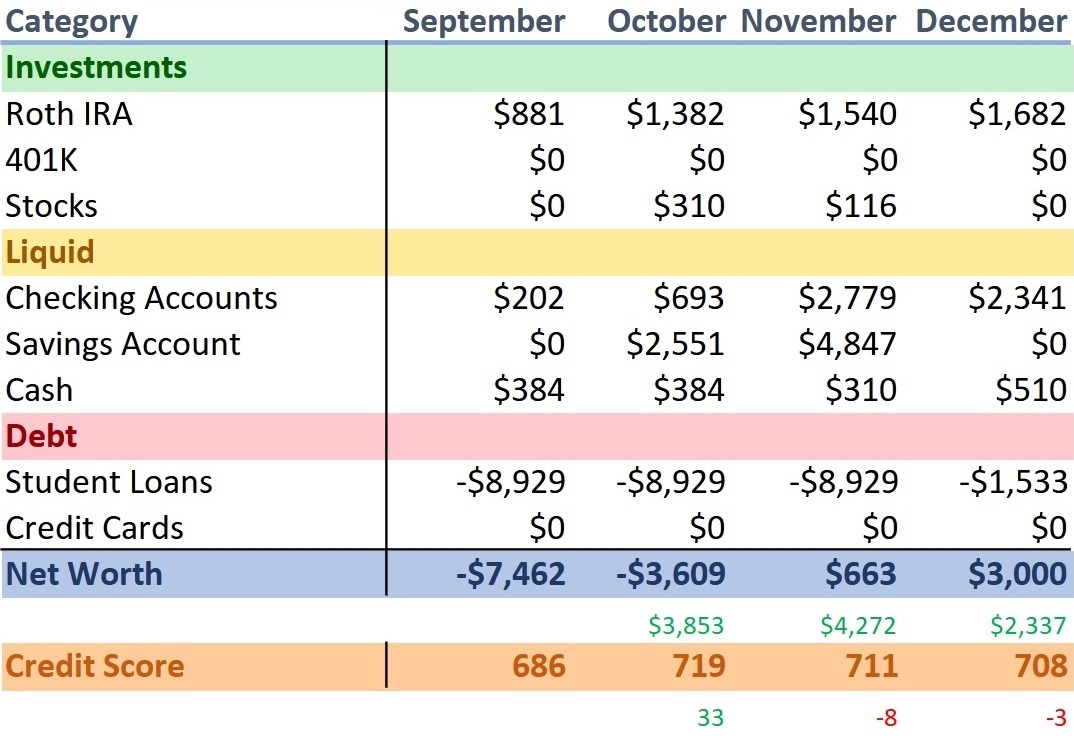 Category September October November December
Investments
Roth IRA $881 $1,382 $1,540 $1,682
401K $0 $0 $0 $0
Stocks $0 $310 $116 $0
Liquid
Checking Accounts $202 $693 $2,779 $2,341
Savings Account $0 $2,551 $4,847 $0
Cash $384 $384 $310 $510
Debt
Student Loans -$8,929 -$8,929 -$8,929 -$1,533
Credit Cards $0 $0 $0 $0
Net Worth -$7,462 -$3,609 $663 $3,000
$3,853 $4,272 $2,337
Credit Score 686 719 711 708
33 -8 -3